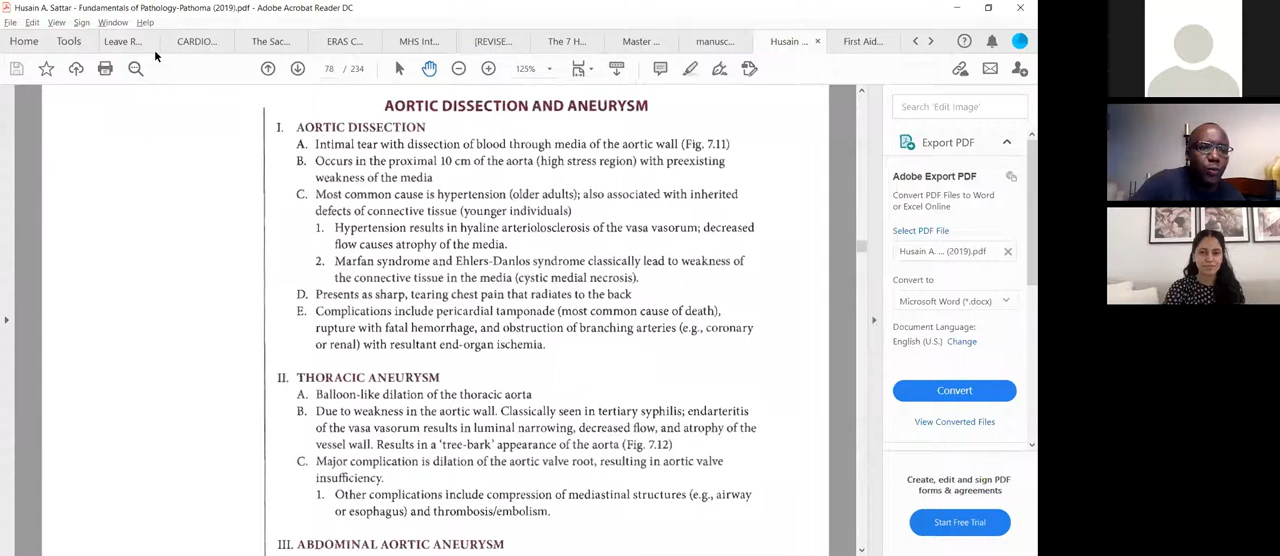 Husain A. Sattar - Fundamentals of Pathology-Pathoma (2019).pdf - Adobe Acrobat Reader DC
File Edit View Sign Window Help
Home Tools Leave R... CARDIO... The Sac... ERAS C... MHS Int... [REVISE... The 7 H... Master ... manusc... Husain ... × First Aid...
78 / 234 125%
AORTIC DISSECTION AND ANEURYSM
I. AORTIC DISSECTION
A. Intimal tear with dissection of blood through media of the aortic wall (Fig. 7.11)
B. Occurs in the proximal 10 cm of the aorta (high stress region) with preexisting
weakness of the media
C. Most common cause is hypertension (older adults); also associated with inherited
defects of connective tissue (younger individuals)
1. Hypertension results in hyaline arteriolosclerosis of the vasa vasorum; decreased
flow causes atrophy of the media.
2. Marfan syndrome and Ehlers-Danlos syndrome classically lead to weakness of
the connective tissue in the media (cystic medial necrosis).
D. Presents as sharp, tearing chest pain that radiates to the back
E. Complications include pericardial tamponade (most common cause of death),
rupture with fatal hemorrhage, and obstruction of branching arteries (e.g., coronary
or renal) with resultant end-organ ischemia.
II. THORACIC ANEURYSM
A. Balloon-like dilation of the thoracic aorta
B. Due to weakness in the aortic wall. Classically seen in tertiary syphilis; endarteritis
of the vasa vasorum results in luminal narrowing, decreased flow, and atrophy of the
vessel wall. Results in a 'tree-bark' appearance of the aorta (Fig. 7.12)
C. Major complication is dilation of the aortic valve root, resulting in aortic valve
insufficiency.
1. Other complications include compression of mediastinal structures (e.g., airway
or esophagus) and thrombosis/embolism.
III. ABDOMINAL AORTIC ANEURYSM
Search 'Edit Image'
Export PDF
Adobe Export PDF
Convert PDF Files to Word
or Excel Online
Select PDF File
Husain A. ... (2019).pdf
Convert to
Microsoft Word (*.docx)
Document Language:
English (U.S.) Change
Convert
View Converted Files
Create, edit and sign PDF
forms & agreements
Start Free Trial